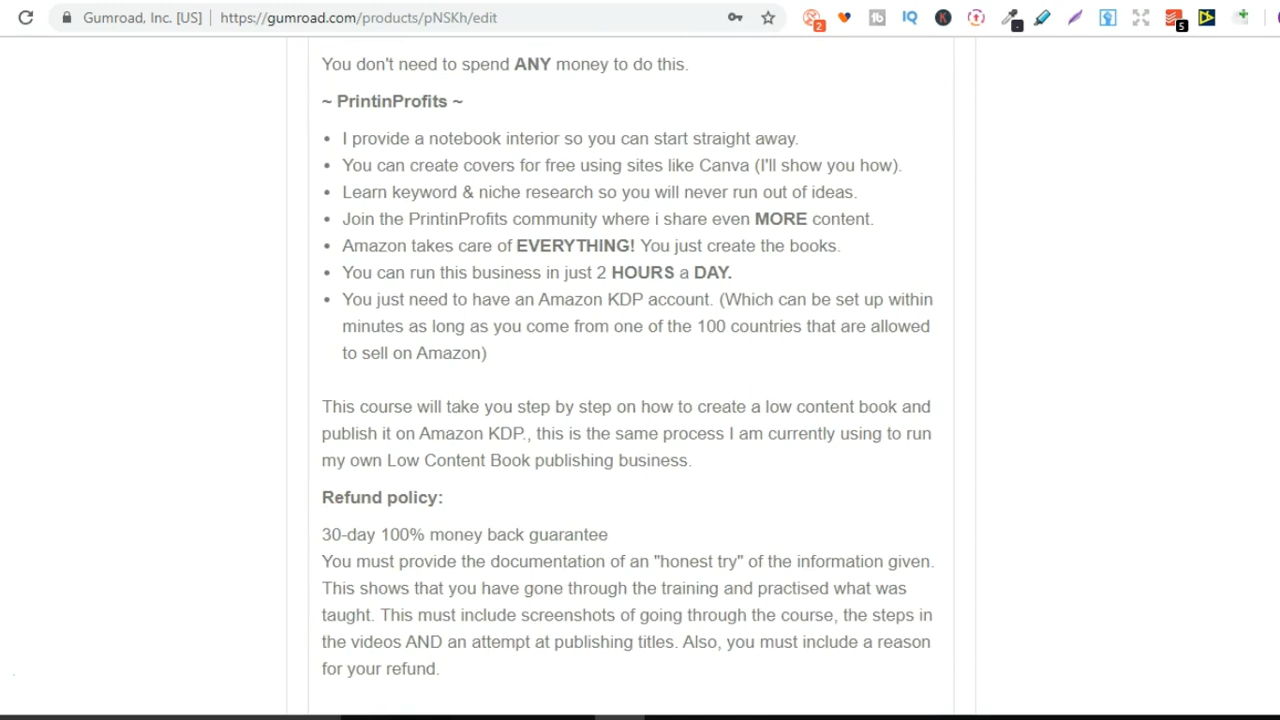 Gumroad, Inc. [US] | https://gumroad.com/products/pNSKh/edit
You don't need to spend ANY money to do this.
~ PrintinProfits ~
• I provide a notebook interior so you can start straight away.
• You can create covers for free using sites like Canva (I'll show you how).
• Learn keyword & niche research so you will never run out of ideas.
• Join the PrintinProfits community where i share even MORE content.
• Amazon takes care of EVERYTHING! You just create the books.
• You can run this business in just 2 HOURS a DAY.
• You just need to have an Amazon KDP account. (Which can be set up within
minutes as long as you come from one of the 100 countries that are allowed
to sell on Amazon)
This course will take you step by step on how to create a low content book and
publish it on Amazon KDP., this is the same process I am currently using to run
my own Low Content Book publishing business.
Refund policy:
30-day 100% money back guarantee
You must provide the documentation of an "honest try" of the information given.
This shows that you have gone through the training and practised what was
taught. This must include screenshots of going through the course, the steps in
the videos AND an attempt at publishing titles. Also, you must include a reason
for your refund.
2
tb
IQ
K
5